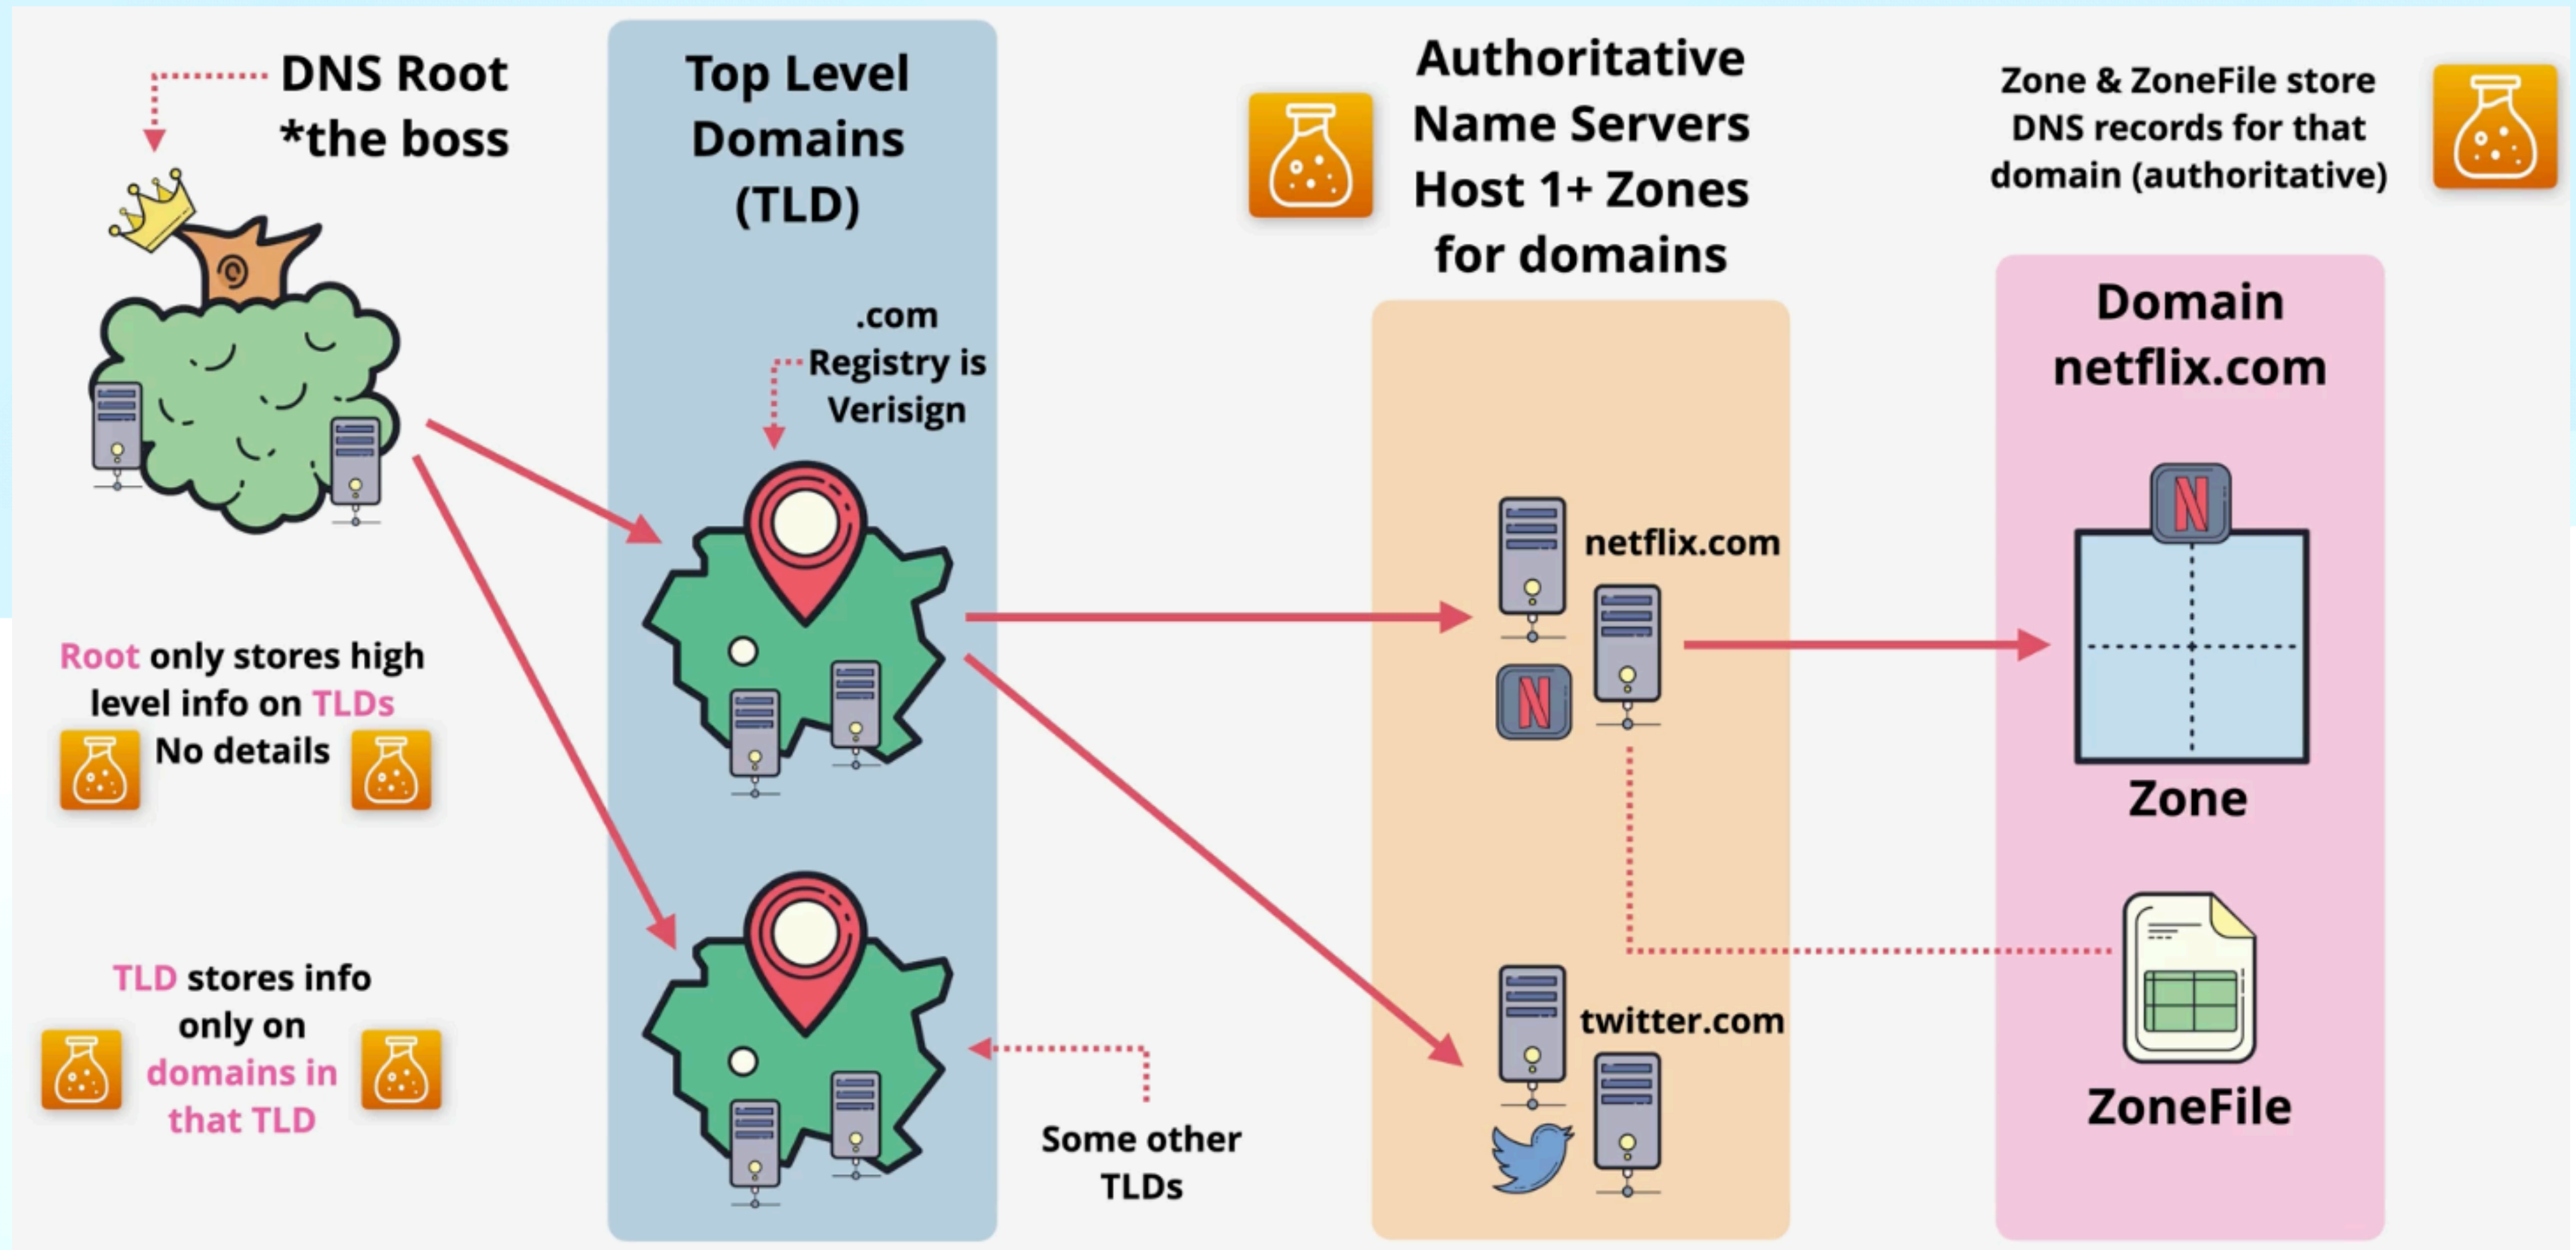 DNS Root
*the boss
Root only stores high
level info on TLDs
No details
TLD stores info
only on
domains in
that TLD
Top Level
Domains
(TLD)
.com
Registry is
Verisign
Some other
TLDs
Authoritative
Name Servers
Host 1+ Zones
for domains
netflix.com
N
twitter.com
Zone & ZoneFile store
DNS records for that
domain (authoritative)
Domain
netflix.com
N
Zone
ZoneFile